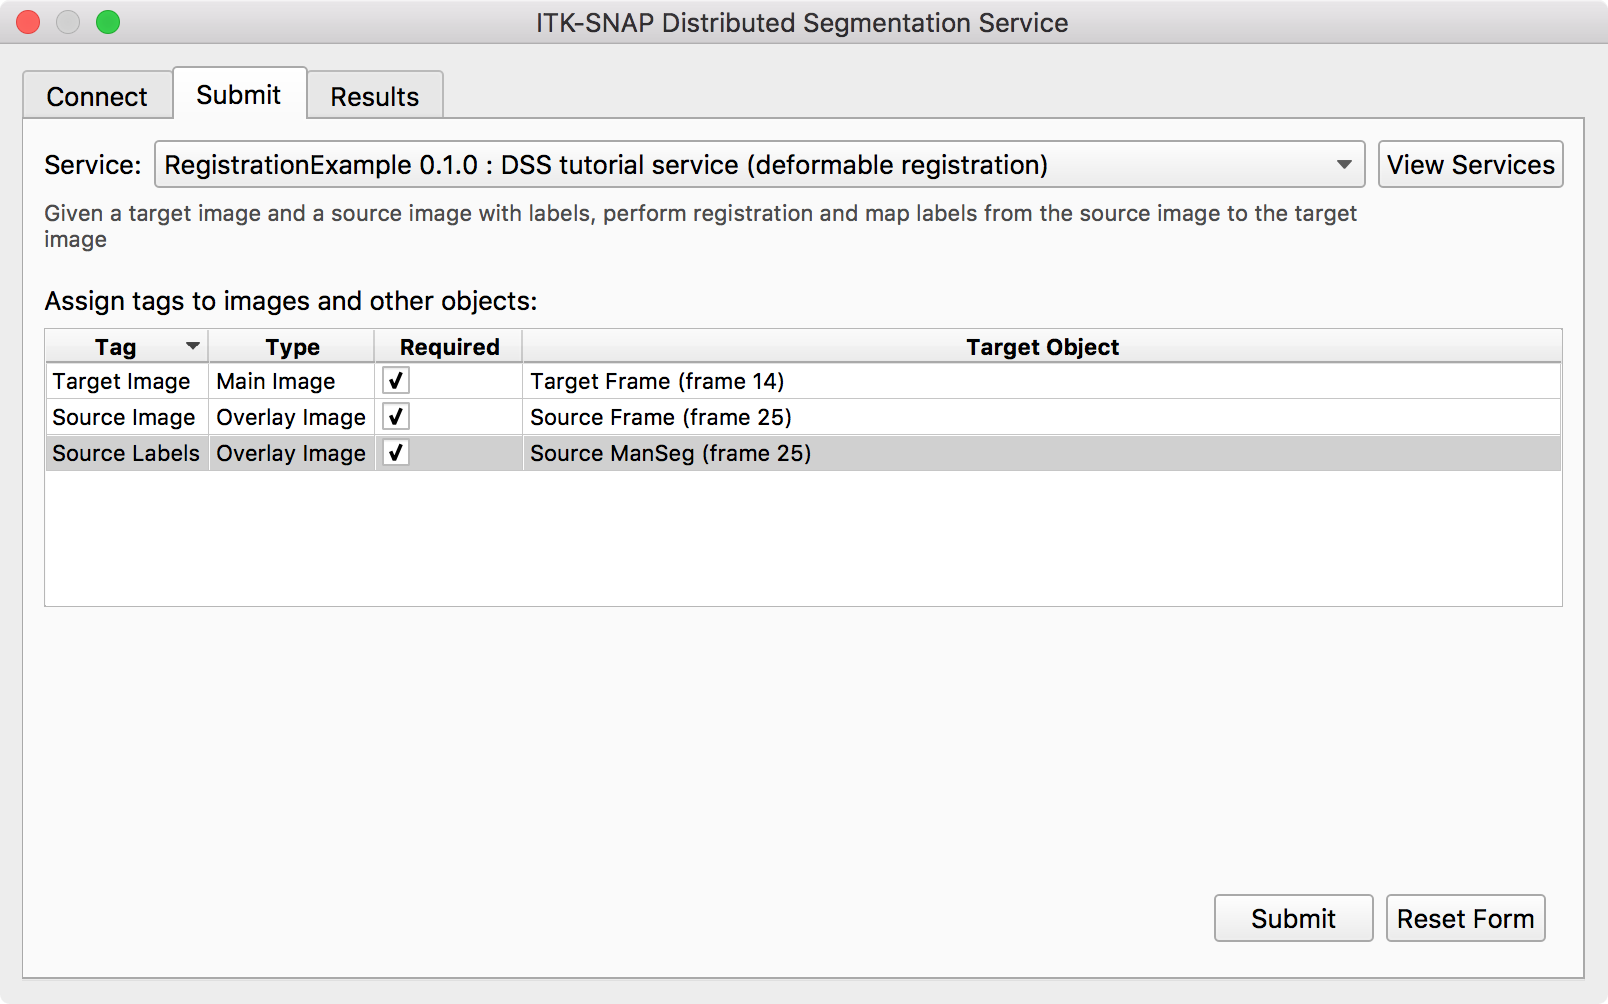 ITK-SNAP Distributed Segmentation Service
Connect Submit Results
Service: RegistrationExample 0.1.0 : DSS tutorial service (deformable registration) View Services
Given a target image and a source image with labels, perform registration and map labels from the source image to the target
image
Assign tags to images and other objects:
Tag Type Required Target Object
Target Image Main Image Target Frame (frame 14)
Source Image Overlay Image Source Frame (frame 25)
Source Labels Overlay Image Source ManSeg (frame 25)
Submit Reset Form